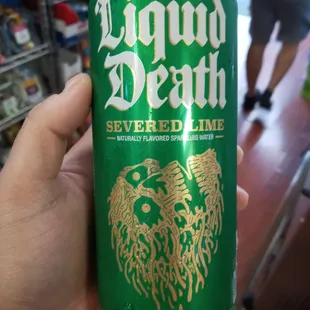 Liquid
Death
SEVERED LIME
NATURALLY FLAVORED SPARKLING WATER